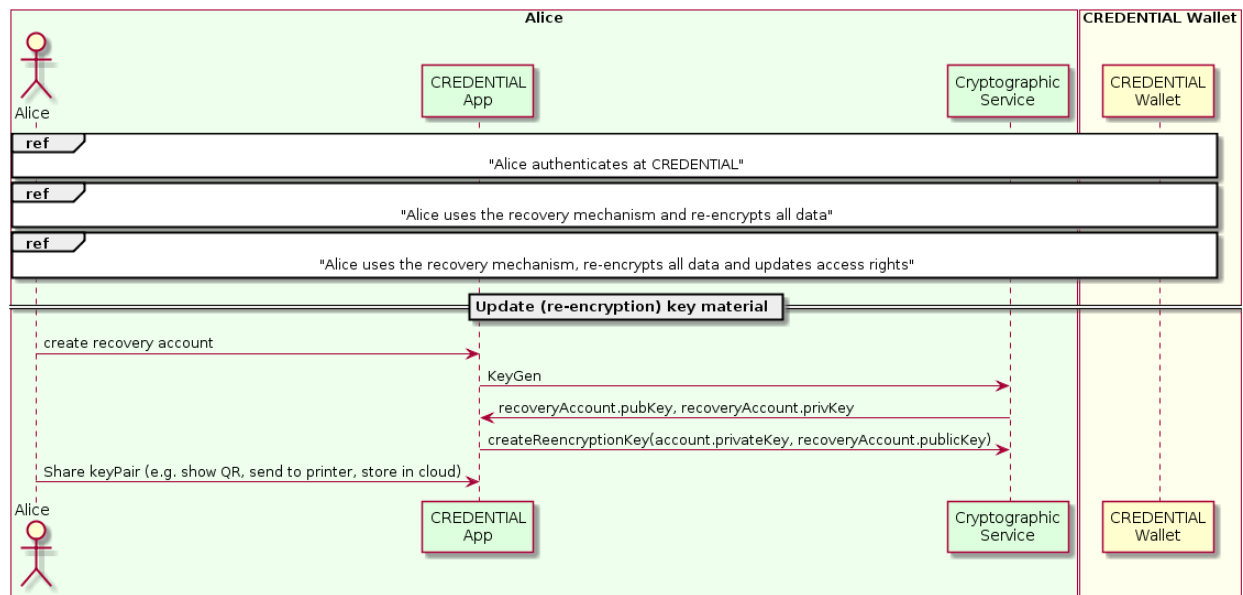 Alice
CREDENTIAL Wallet
Alice
CREDENTIAL
App
Cryptographic
Service
CREDENTIAL
Wallet
ref
"Alice authenticates at CREDENTIAL"
ref
"Alice uses the recovery mechanism and re-encrypts all data"
ref
"Alice uses the recovery mechanism, re-encrypts all data and updates access rights"
Update (re-encryption) key material
create recovery account
KeyGen
recoveryAccount.pubKey, recoveryAccount.privKey
createReencryptionKey(account.privateKey, recoveryAccount.publicKey)
Share keyPair (e.g. show QR, send to printer, store in cloud)
Alice
CREDENTIAL
App
Cryptographic
Service
CREDENTIAL
Wallet